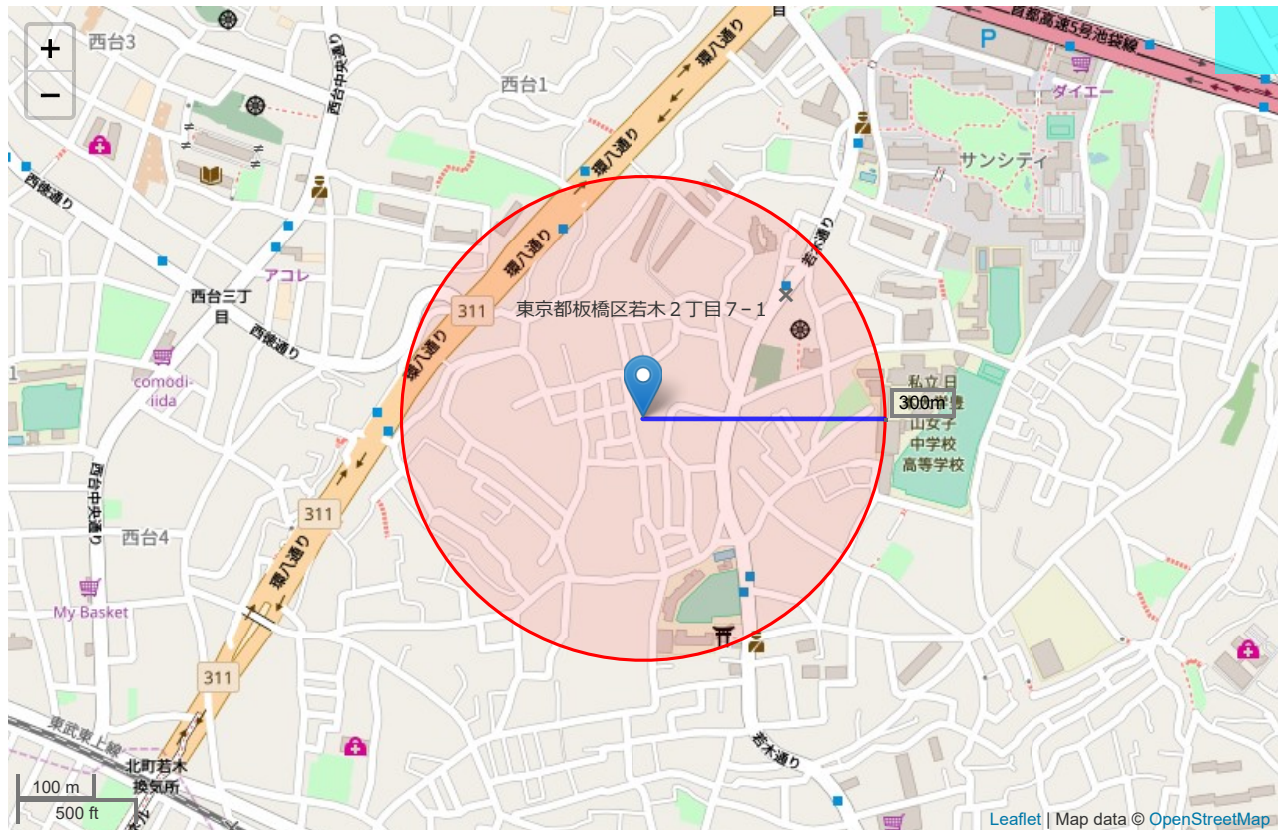 +
−
西台3
西台中央通り
西台1
環八通り
目
首都高速5号池袋線
P
ダイエー
環八通り
サンシティ
西徳通り
若木通り
環八通り
アコレ
西台三丁
目
311
東京都板橋区若木２丁目７−１
西徳通り
環八通り
1
comodi-
iida
私立 日
300m
豊
山女子
中学校
高等学校
西台中央通り
311
西台4
環八通り
My Basket
311
東武東上線
若木通り
北町若木
換気所
100 m
500 ft
Leaflet | Map data © OpenStreetMap